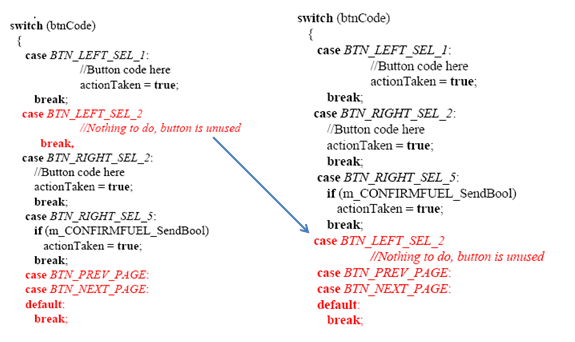 switch (btnCode)
{
case BTN_LEFT_SEL_1:
//Button code here
actionTaken = true;
break;
case BTN_LEFT_SEL_2
//Nothing to do, button is unused
break,
case BTN_RIGHT_SEL_2:
//Button code here
actionTaken = true;
break;
case BTN_RIGHT_SEL_5:
if (m_CONFIRMFUEL_SendBool)
actionTaken = true;
break;
case BTN_PREV_PAGE:
case BTN_NEXT_PAGE:
default:
break;
switch (btnCode)
{
case BTN_LEFT_SEL_1:
//Button code here
actionTaken = true;
break;
case BTN_RIGHT_SEL_2:
//Button code here
actionTaken = true;
break;
case BTN_RIGHT_SEL_5:
if (m_CONFIRMFUEL_SendBool)
actionTaken = true;
break;
case BTN_LEFT_SEL_2
//Nothing to do, button is unused
case BTN_PREV_PAGE:
case BTN_NEXT_PAGE:
default:
break;